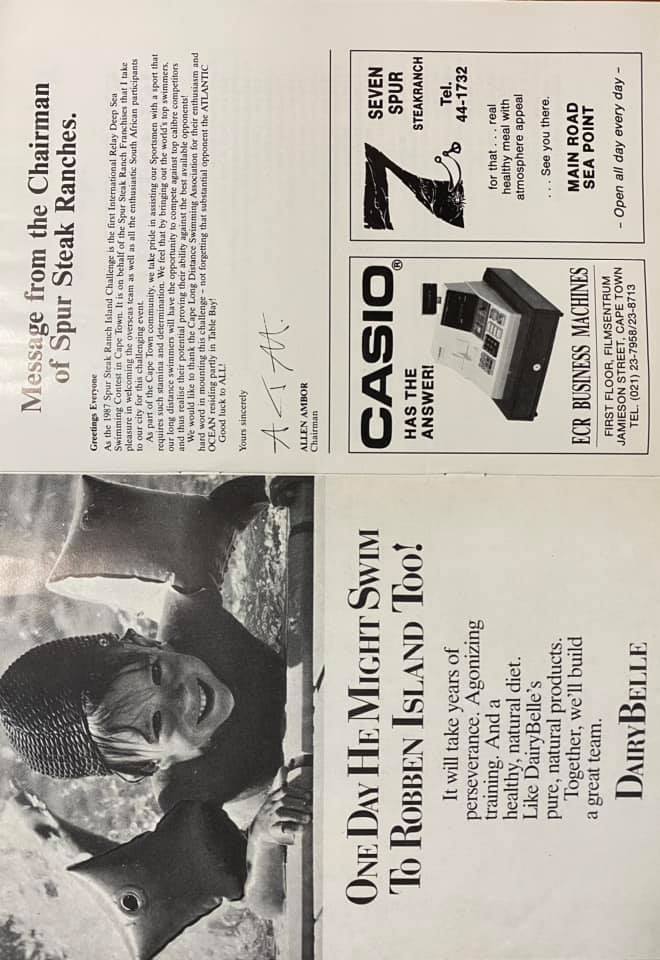 ONE DAY HE MIGHT SWIM
TO ROBBEN ISLAND TOO!
It will take years of
perseverance. Agonizing
training. And a
healthy, natural diet.
Like DairyBelle's
pure, natural products.
Together, we'll build
a great team.
DAIRYBELLE
Message from the Chairman
of Spur Steak Ranches.
Greetings Everyone
As the 1987 Spur Steak Ranch Island Challenge is the first International Relay Deep Sea
Swimming Contest in Cape Town. It is on behalf of the Spur Steak Ranch Franchises that I take
pleasure in welcoming the overseas team as well as all the enthusiastic South African participants
to our city for this challenging event.
As part of the Cape Town community, we take pride in assisting our Sportsmen with a sport that
requires such stamina and determination. We feel that by bringing out the world's top swimmers,
our long distance swimmers will have the opportunity to compete against top calibre competitors
and thus realise their potential proving their ability against the best available opponents!
We would like to thank the Cape Long Distance Swimming Association for their enthusiasm and
hard word in mounting this challenge – not forgetting that substantial opponent the ATLANTIC
OCEAN residing partly in Table Bay!
Good luck to ALL!
Yours sincerely
ALLEN AMBOR
Chairman
CASIO®
HAS THE
ANSWER!
ECR BUSINESS MACHINES
FIRST FLOOR, FILMSENTRUM
JAMIESON STREET, CAPE TOWN
TEL. (021) 23-7958/23-8713
7
SEVEN
SPUR
STEAKRANCH
Tel.
44-1732
for that . . . real
healthy meal with
atmosphere appeal
. . . See you there.
MAIN ROAD
SEA POINT
– Open all day every day –